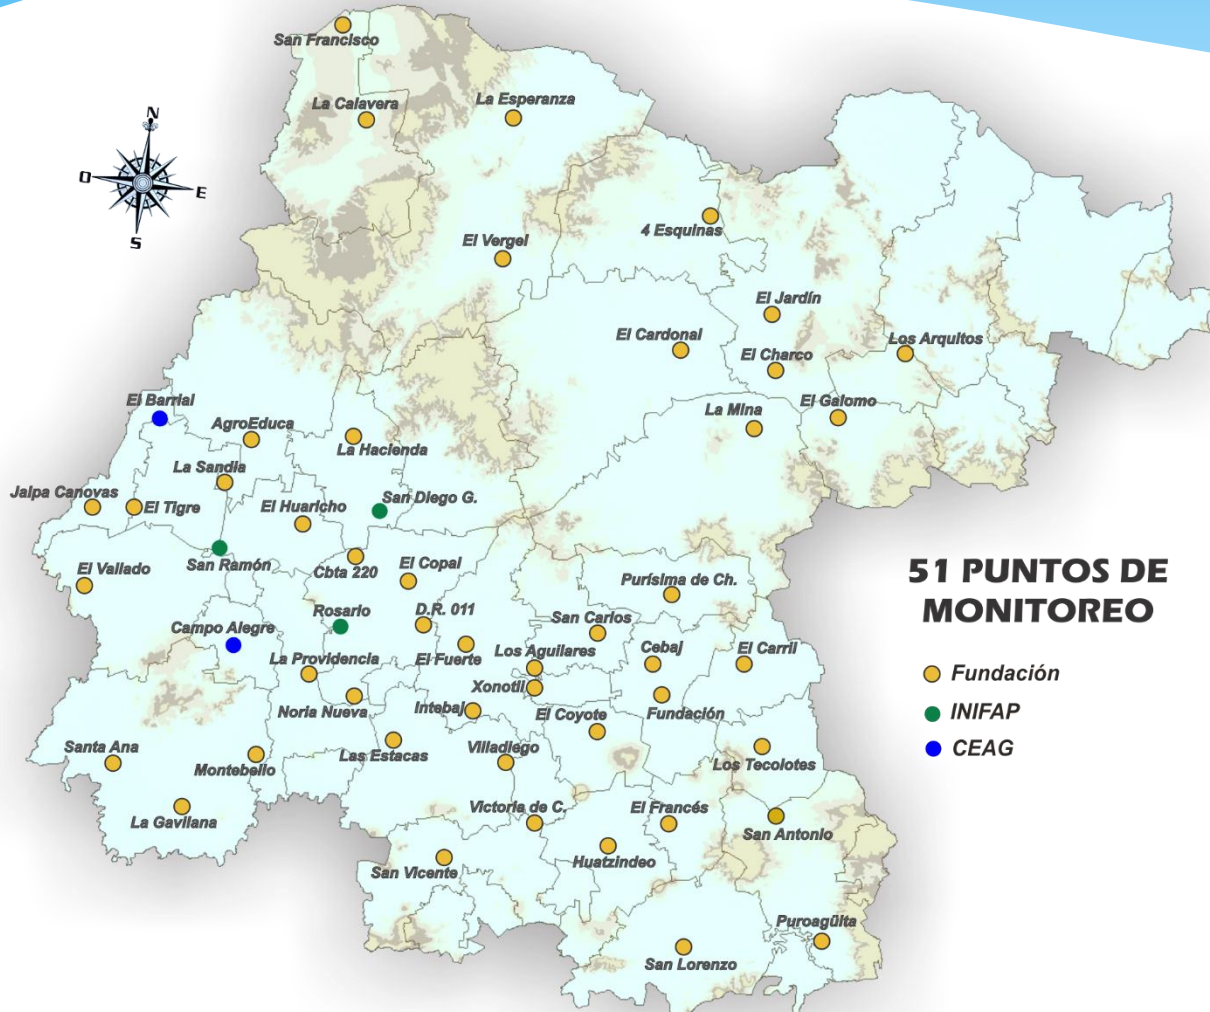 San Francisco
La Calavera
La Esperanza
N
O
E
S
4 Esquinas
El Vergel
El Jardín
El Cardonal
Los Arquitos
El Charco
El Barrial
El Galomo
La Mina
AgroEduca
La Hacienda
La Sandia
Jalpa Canovas
San Diego G.
El Tigre
El Huaricho
San Ramón
El Vallado
Cbta 220
El Copal
Purísima de Ch.
51 PUNTOS DE
MONITOREO
Rosario
D.R. 011
San Carlos
Campo Alegre
La Providencia
El Fuerte
Los Aguilares
Cebaj
El Carril
Fundación
Xonotli
Noria Nueva
Intebaj
El Coyote
Fundación
INIFAP
Santa Ana
Montebello
Las Estacas
Villadiego
Los Tecolotes
CEAG
La Gavilana
Victoria de C.
El Francés
San Antonio
San Vicente
Huatzindeo
Puroagüita
San Lorenzo